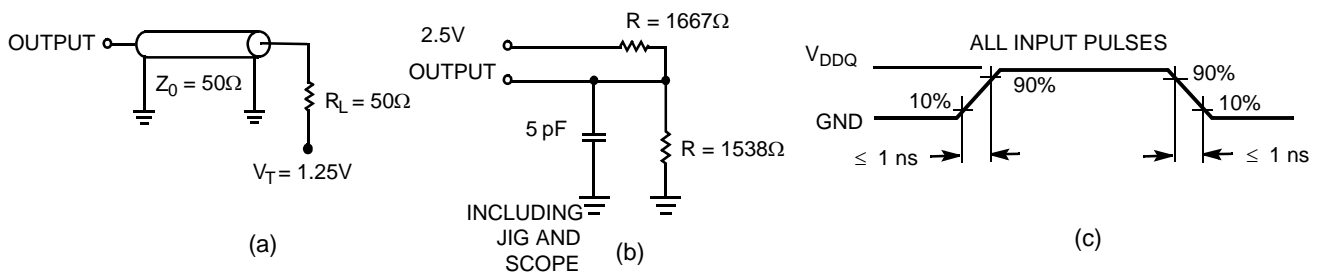 OUTPUT
Z0 = 50Ω
RL = 50Ω
VT = 1.25V
(a)
R = 1667Ω
2.5V
OUTPUT
5 pF
R = 1538Ω
INCLUDING
JIG AND
SCOPE
(b)
ALL INPUT PULSES
VDDQ
GND
10%
90%
90%
10%
≤ 1 ns
≤ 1 ns
(c)